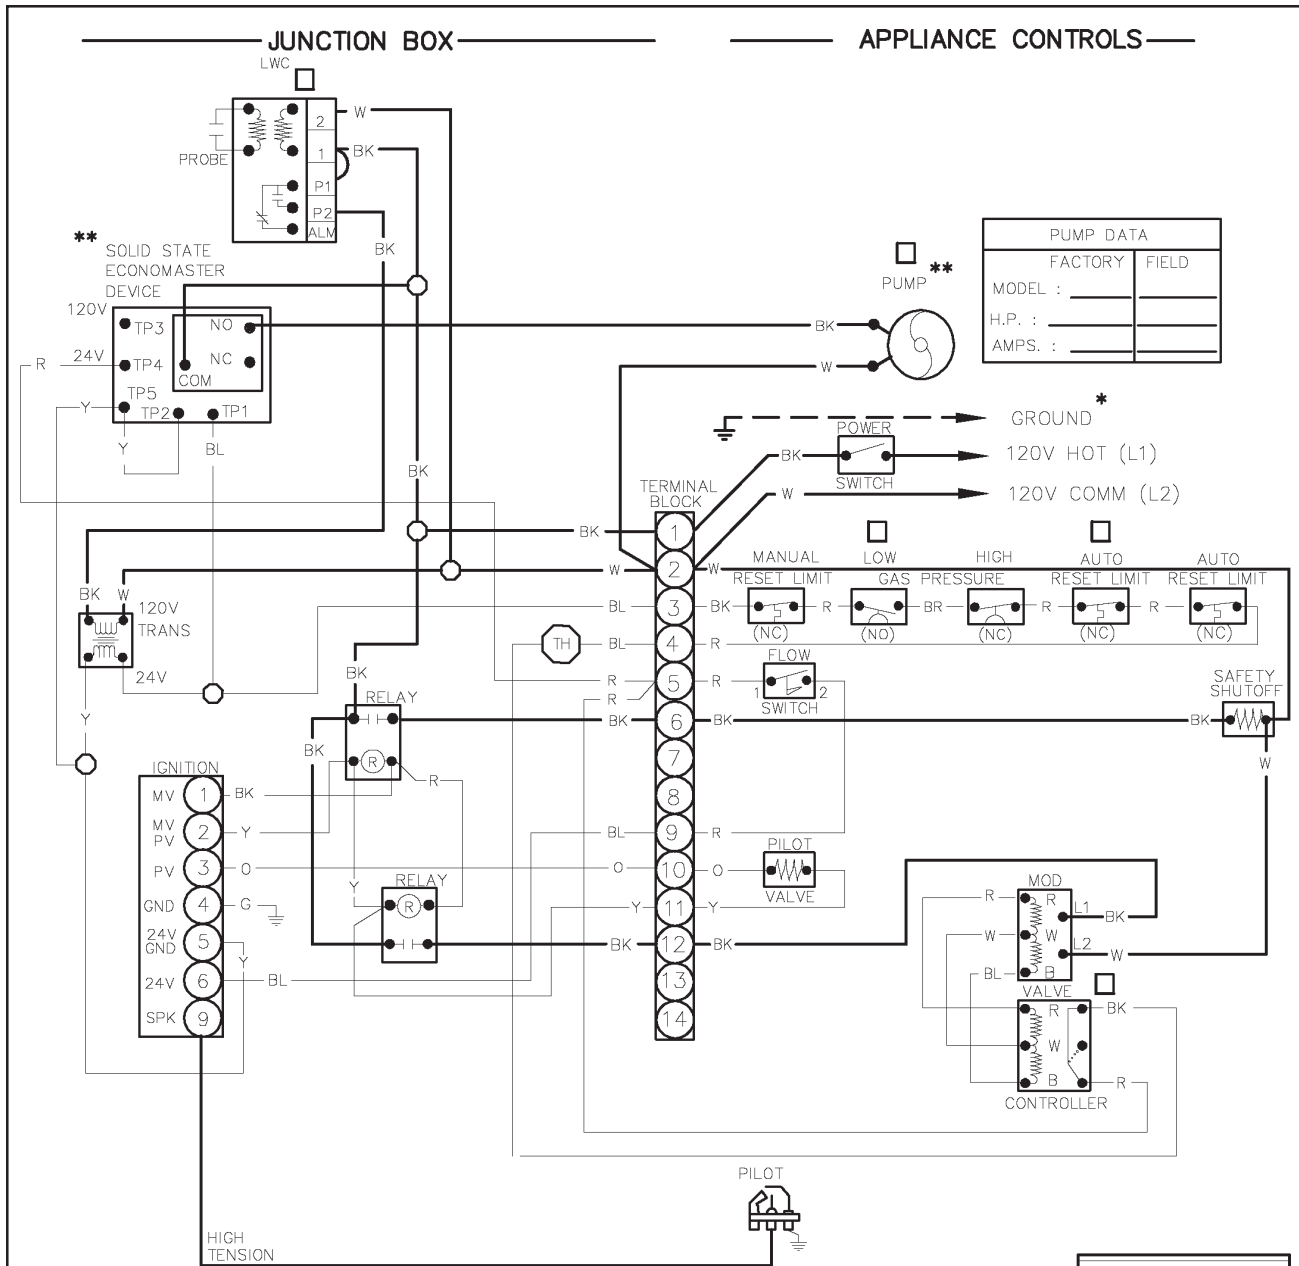 JUNCTION BOX
APPLIANCE CONTROLS
LWC
2
W
1
BK
PROBE
P1
P2
ALM
BK
**
SOLID STATE
ECONOMASTER
DEVICE
120V
TP3
NO
R
24V
TP4
COM
NC
TP5
Y
TP2
TP1
Y
BL
PUMP **
BK
W
PUMP DATA
FACTORY
FIELD
MODEL :
H.P. :
AMPS. :
GROUND *
POWER
BK
SWITCH
120V HOT (L1)
W
120V COMM (L2)
BK
TERMINAL
BLOCK
BK
1
W
2
W
MANUAL
RESET LIMIT
LOW
HIGH
GAS PRESSURE
AUTO
RESET LIMIT
AUTO
RESET LIMIT
BK
W
120V
TRANS
24V
BL
3
BK
R
BR
R
R
(NC)
(NO)
(NC)
(NC)
(NC)
TH
BL
4
R
FLOW
R
5
R
1
2
SWITCH
R
BK
RELAY
SAFETY
SHUTOFF
Y
BK
6
BK
BK
BK
R
7
W
IGNITION
R
8
MV
1
BK
MV
PV
2
Y
BL
9
R
PILOT
PV
3
O
O
10
O
VALVE
RELAY
Y
R
GND
4
G
Y
11
Y
MOD
R
R
L1
BK
24V
GND
5
Y
BK
12
BK
W
W
L2
W
24V
6
BL
13
BL
B
VALVE
SPK
9
14
R
BK
W
B
R
CONTROLLER
PILOT
HIGH
TENSION